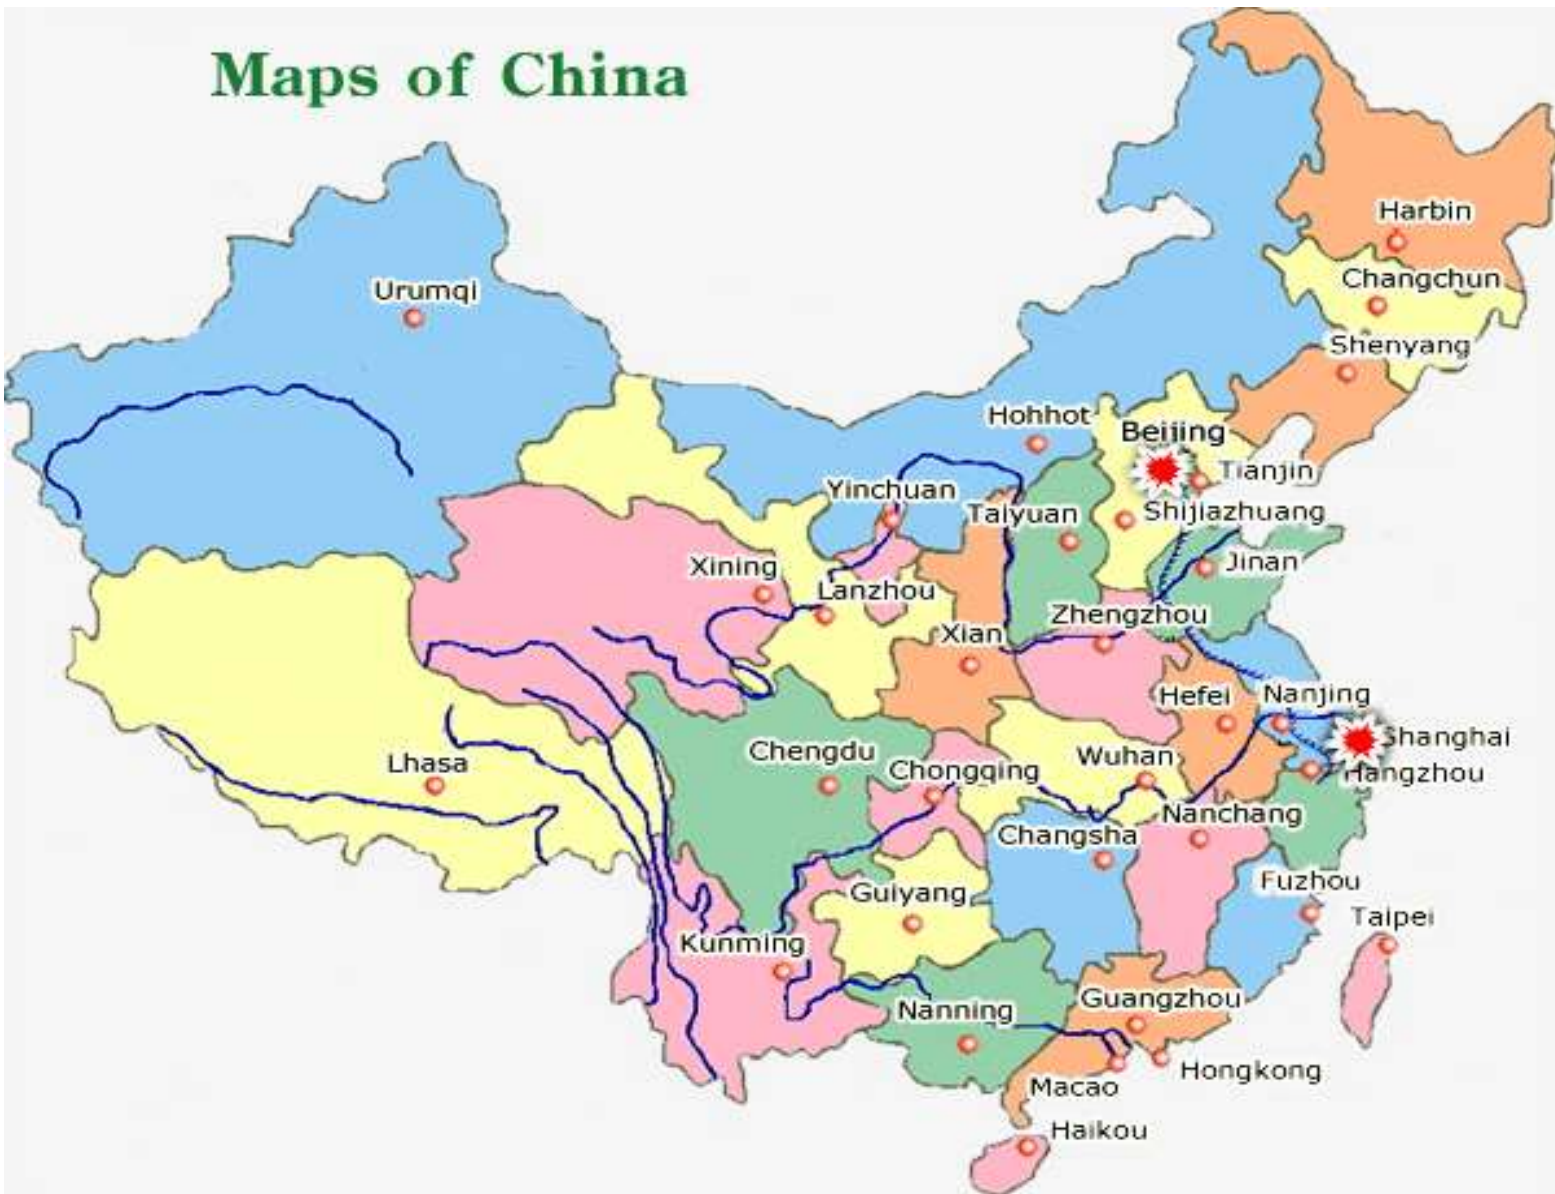 Maps of China
Harbin
Changchun
Urumqi
Shenyang
Hohhot
Beijing
Tianjin
Yinchuan
Taiyuan
Shijiazhuang
Xining
Jinan
Lanzhou
Zhengzhou
Xian
Hefei
Nanjing
Shanghai
Chengdu
Wuhan
Lhasa
Chongqing
Hangzhou
Nanchang
Changsha
Fuzhou
Guiyang
Taipei
Kunming
Guangzhou
Nanning
Hongkong
Macao
Haikou